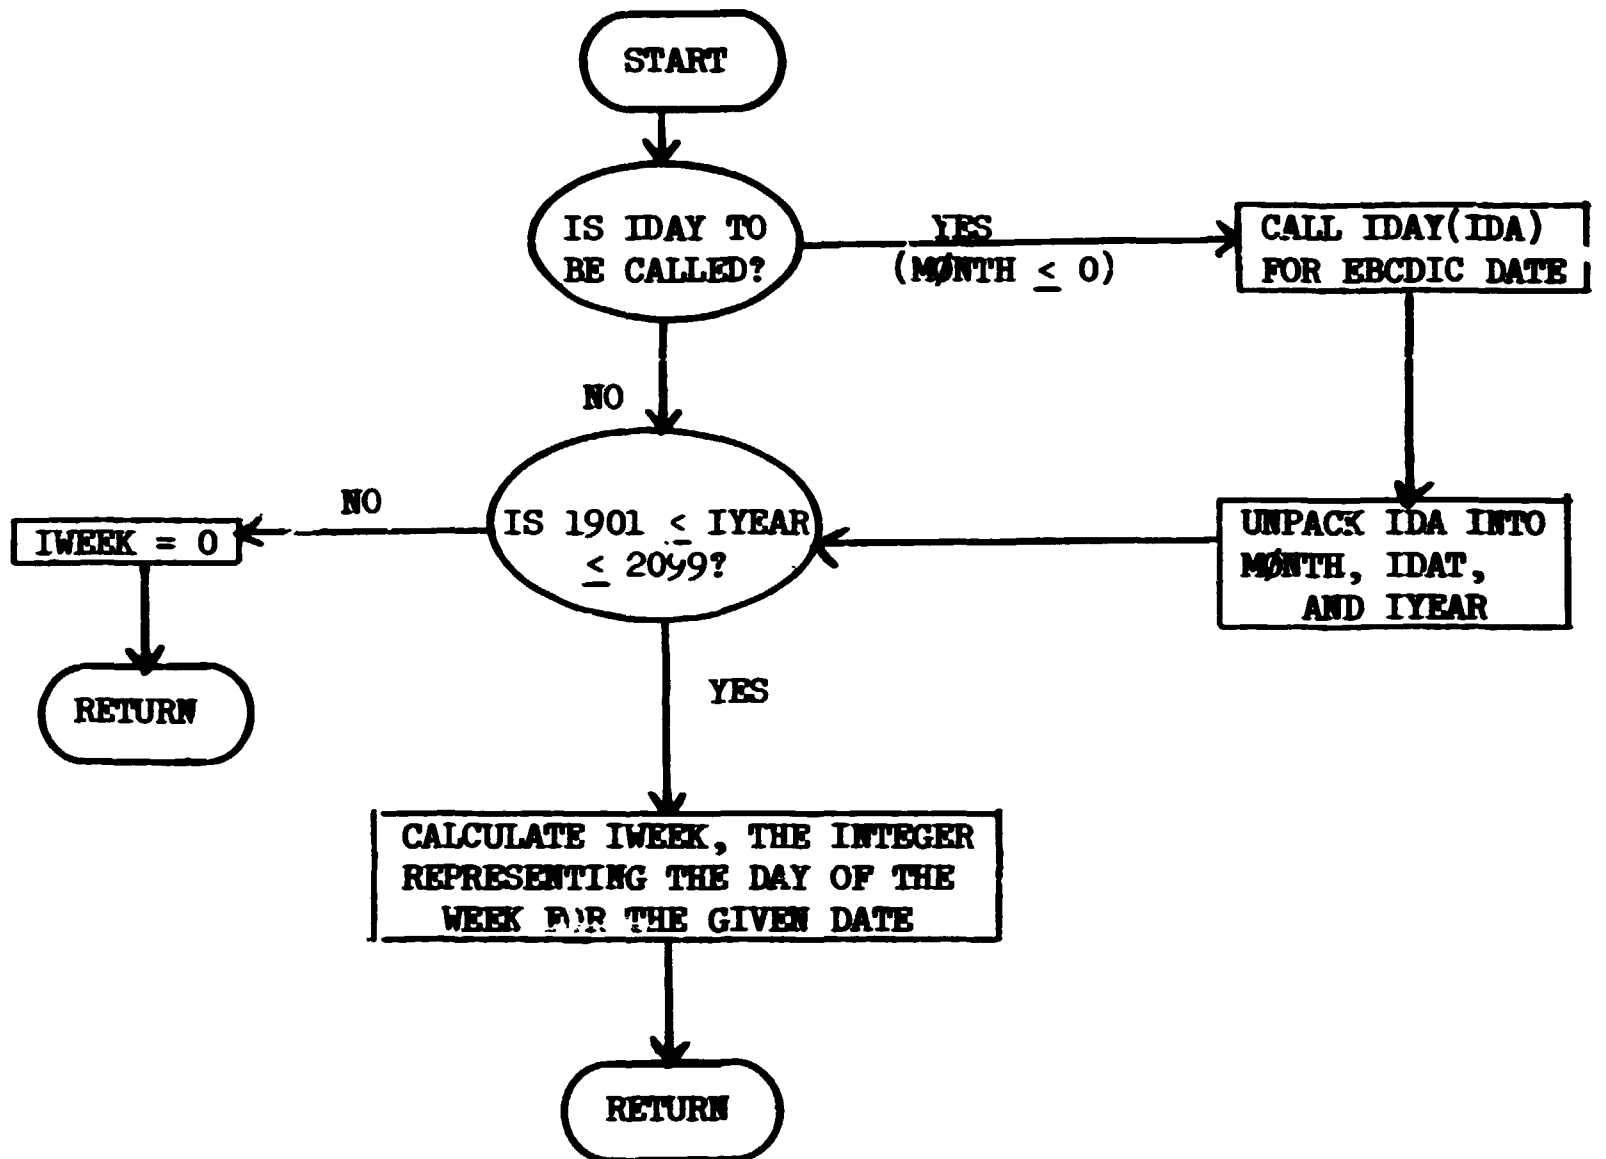 START
IS IDAY TO
BE CALLED?
YES
(MØNTH ≤ 0)
CALL IDAY(IDA)
FOR EBCDIC DATE
NO
UNPACK IDA INTO
MØNTH, IDAT,
AND IYEAR
IS 1901 ≤ IYEAR
≤ 2099?
NO
IWEEK = 0
RETURN
YES
CALCULATE IWEEK, THE INTEGER
REPRESENTING THE DAY OF THE
WEEK FOR THE GIVEN DATE
RETURN